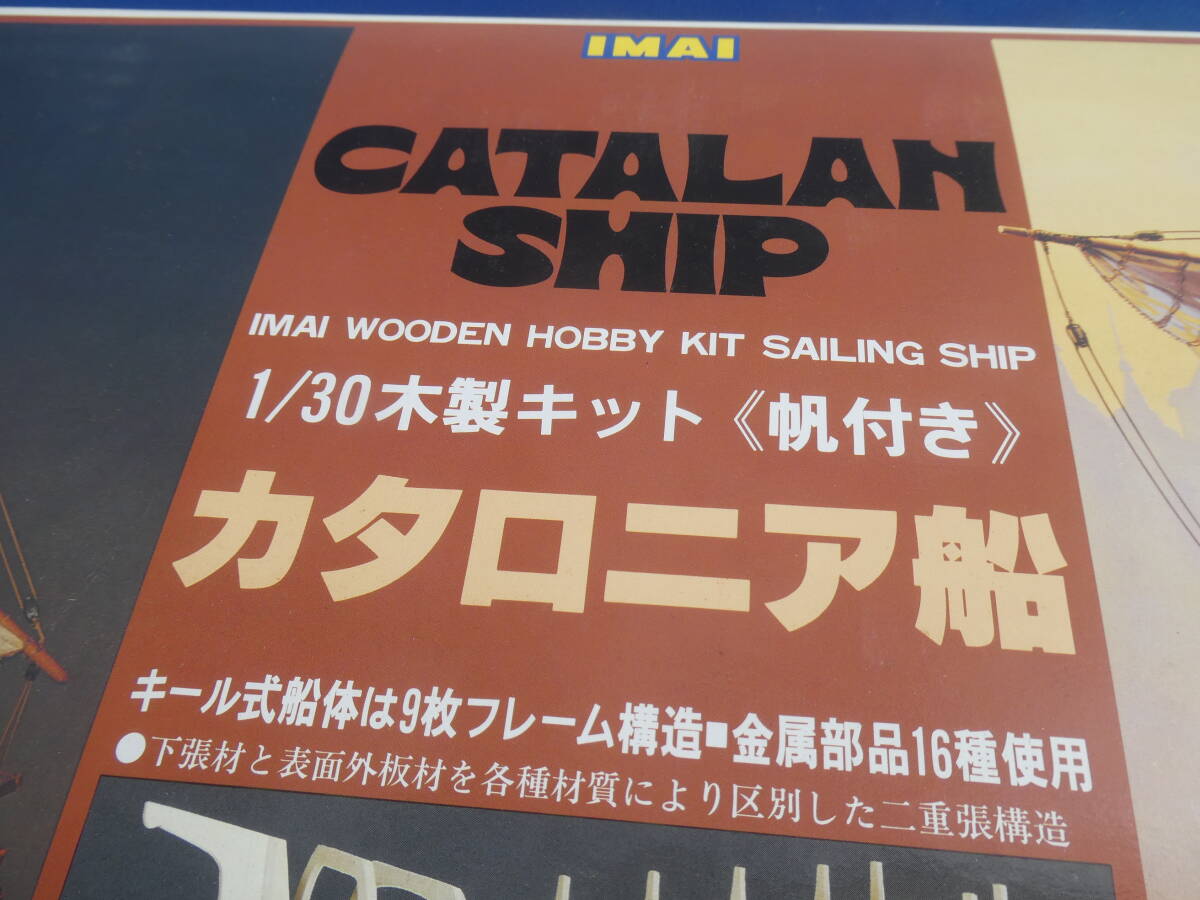 IMAI
CATALAN
SHIP
IMAI WOODEN HOBBY KIT SAILING SHIP
1/30木製キット《帆付き》
カタロニア船
キール式船体は9枚フレーム構造■金属部品16種使用
●下張材と表面外板材を各種材質により区別した二重張構造